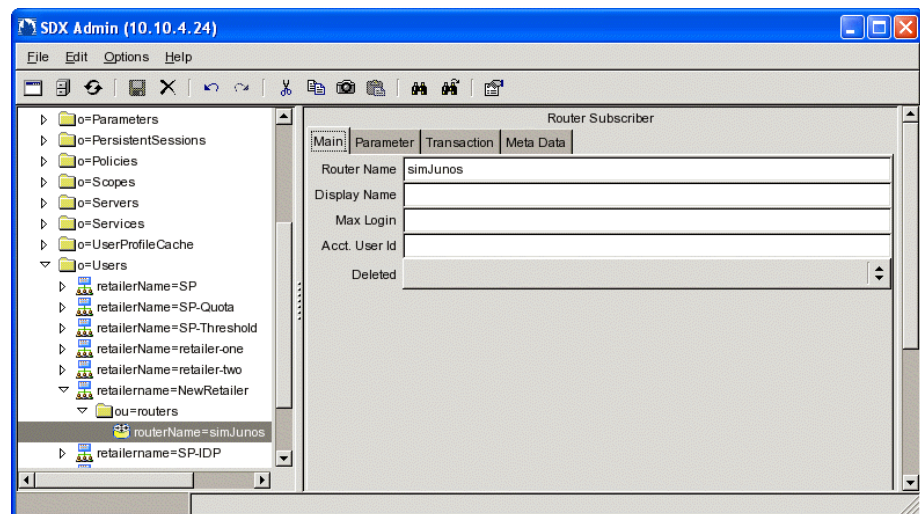 SDX Admin (10.10.4.24)
File Edit Options Help
o=Parameters
o=PersistentSessions
o=Policies
o=Scopes
o=Servers
o=Services
o=UserProfileCache
o=Users
retailerName=SP
retailerName=SP-Quota
retailerName=SP-Threshold
retailerName=retailer-one
retailerName=retailer-two
retailername=NewRetailer
ou=routers
routerName=simJunos
retailername=SP-IDP
Router Subscriber
Main Parameter Transaction Meta Data
Router Name simJunos
Display Name
Max Login
Acct. User Id
Deleted